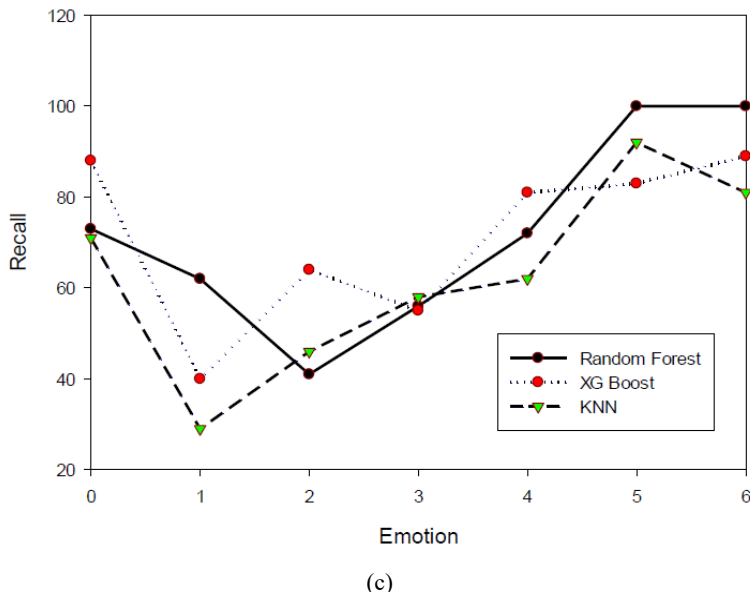 120
100
80
60
40
20
Recall
0 1 2 3 4 5 6
Emotion
Random Forest
XG Boost
KNN
(c)